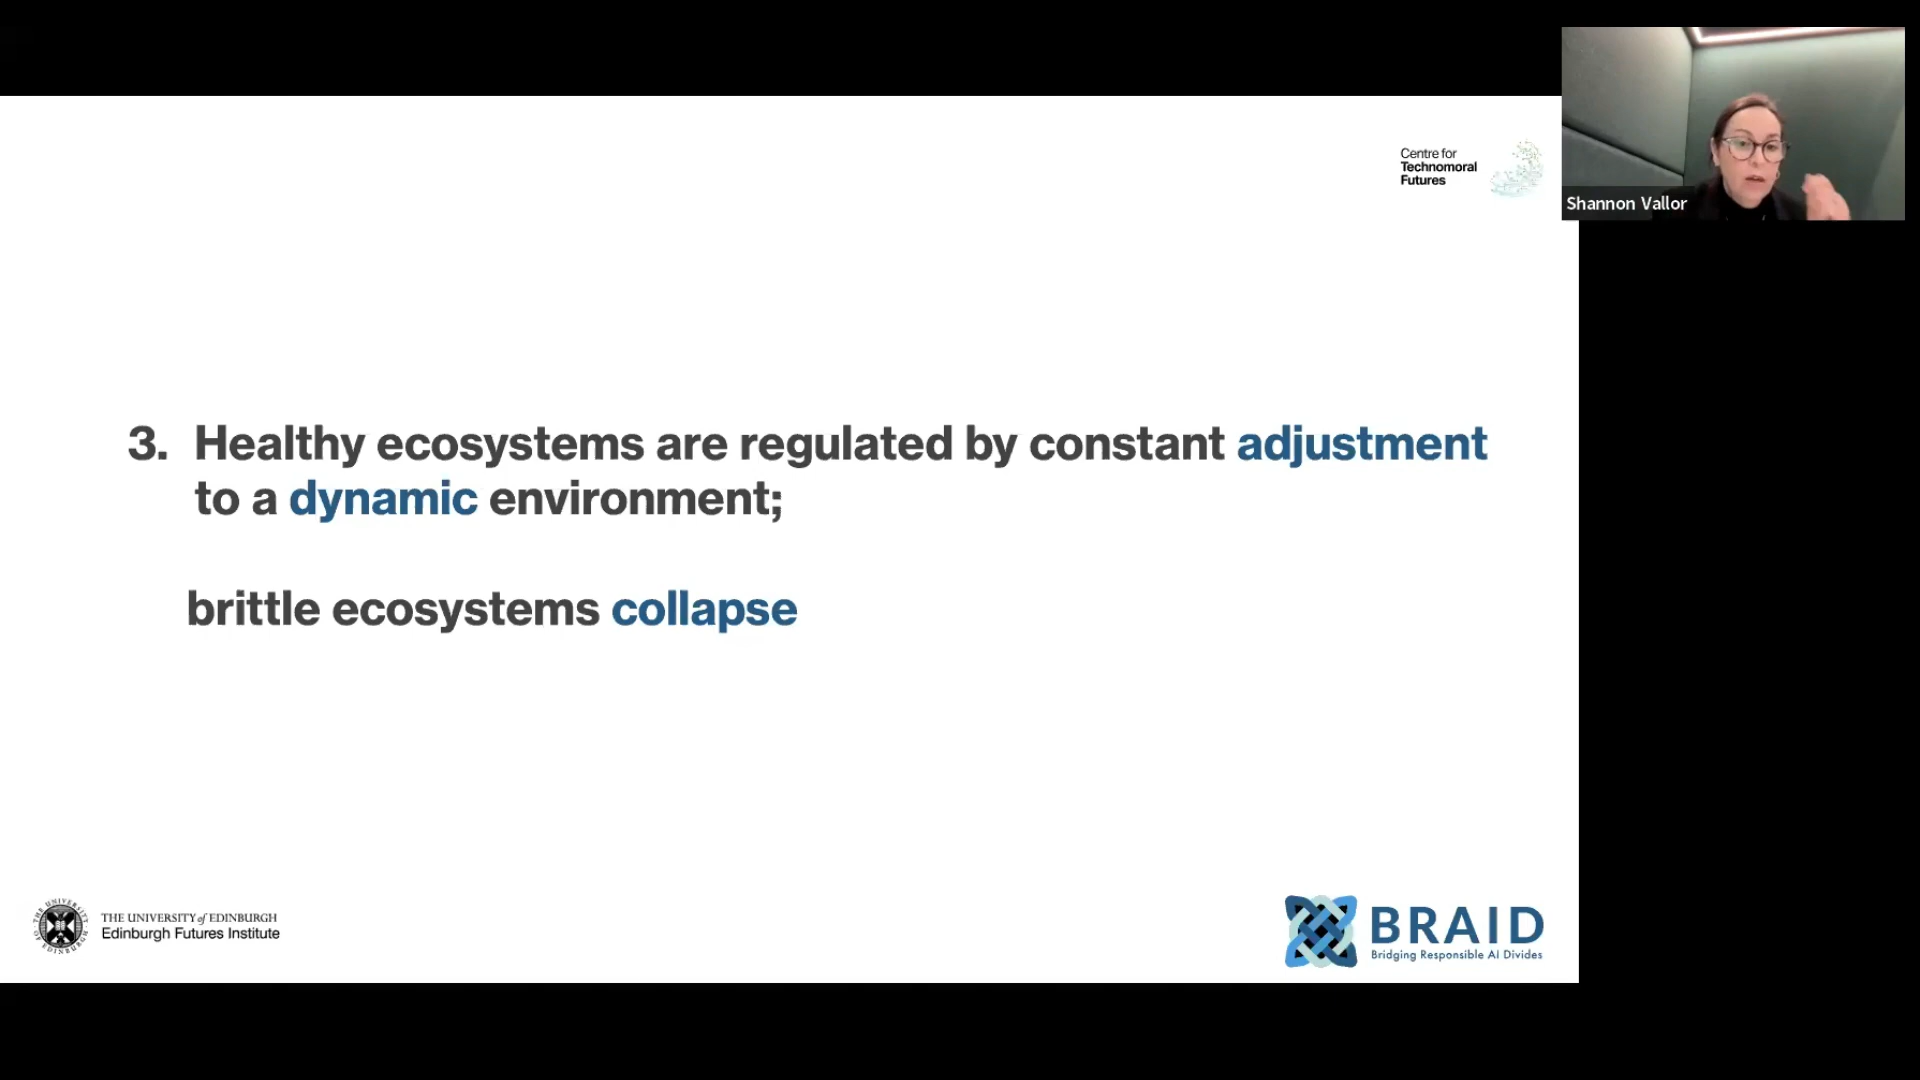 Centre for
Technomoral
Futures
Shannon Vallor
3. Healthy ecosystems are regulated by constant adjustment
to a dynamic environment;
brittle ecosystems collapse
THE UNIVERSITY of EDINBURGH
Edinburgh Futures Institute
BRAID
Bridging Responsible AI Divides